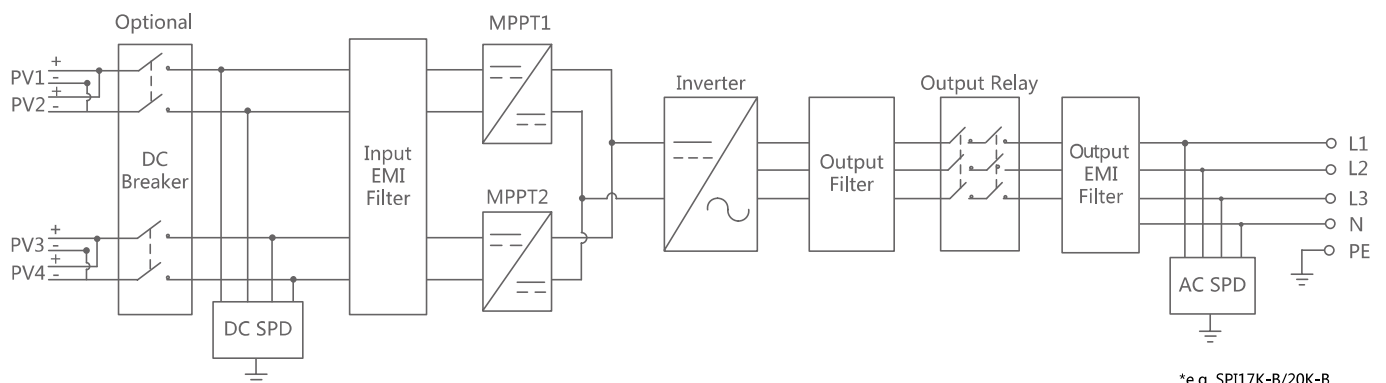 Optional
PV1
+
-
+
PV2
-
DC
Breaker
PV3
+
-
+
PV4
-
DC SPD
Input
EMI
Filter
MPPT1
MPPT2
Inverter
Output
Filter
Output Relay
Output
EMI
Filter
L1
L2
L3
N
PE
AC SPD
*e.g. SPI17K-B/20K-B